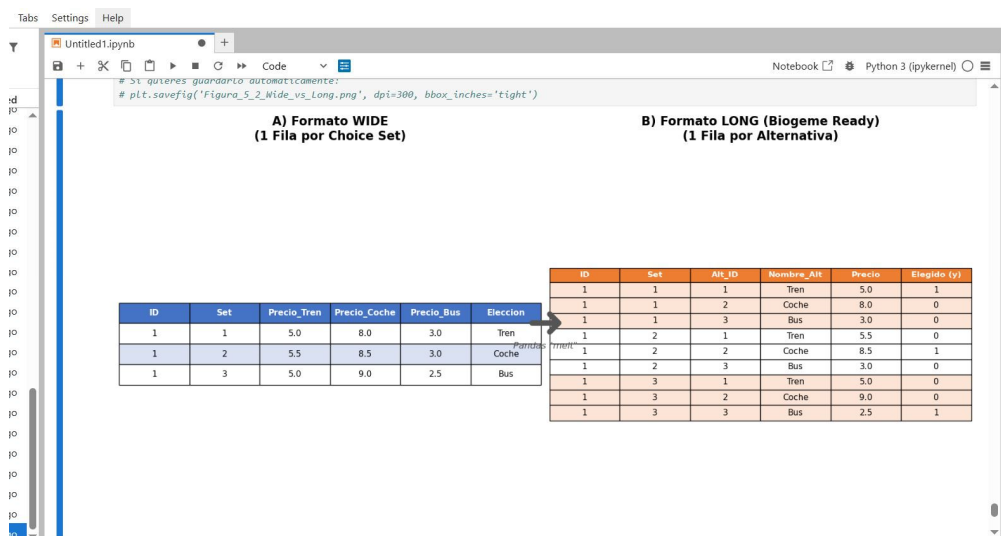 Tabs Settings Help
Untitled1.ipynb
Code
Notebook
Python 3 (ipykernel)
# Si quieres guardarlo automáticamente:
# plt.savefig('Figura_5_2_Wide_vs_Long.png', dpi=300, bbox_inches='tight')
A) Formato WIDE
(1 Fila por Choice Set)
B) Formato LONG (Biogeme Ready)
(1 Fila por Alternativa)
ID Set Precio_Tren Precio_Coche Precio_Bus Eleccion
1 1 5.0 8.0 3.0 Tren
1 2 5.5 8.5 3.0 Coche
1 3 5.0 9.0 2.5 Bus
Pandas "melt"
ID Set Alt_ID Nombre_Alt Precio Elegido (y)
1 1 1 Tren 5.0 1
1 1 2 Coche 8.0 0
1 1 3 Bus 3.0 0
1 2 1 Tren 5.5 0
1 2 2 Coche 8.5 1
1 2 3 Bus 3.0 0
1 3 1 Tren 5.0 0
1 3 2 Coche 9.0 0
1 3 3 Bus 2.5 1